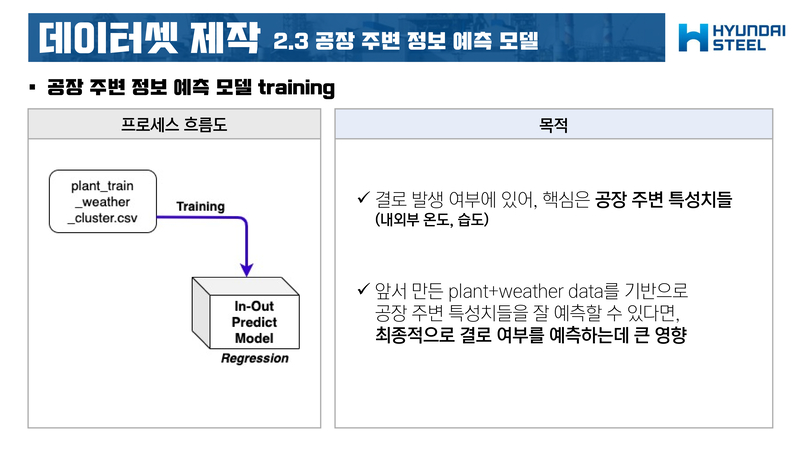 데이터셋 제작 2.3 공장 주변 정보 예측 모델
HYUNDAI
STEEL
▪ 공장 주변 정보 예측 모델 training
프로세스 흐름도
plant_train
_weather
_cluster.csv
Training
In-Out
Predict
Model
Regression
목적
✓ 결로 발생 여부에 있어, 핵심은 공장 주변 특성치들
(내외부 온도, 습도)
✓ 앞서 만든 plant+weather data를 기반으로
공장 주변 특성치들을 잘 예측할 수 있다면,
최종적으로 결로 여부를 예측하는데 큰 영향